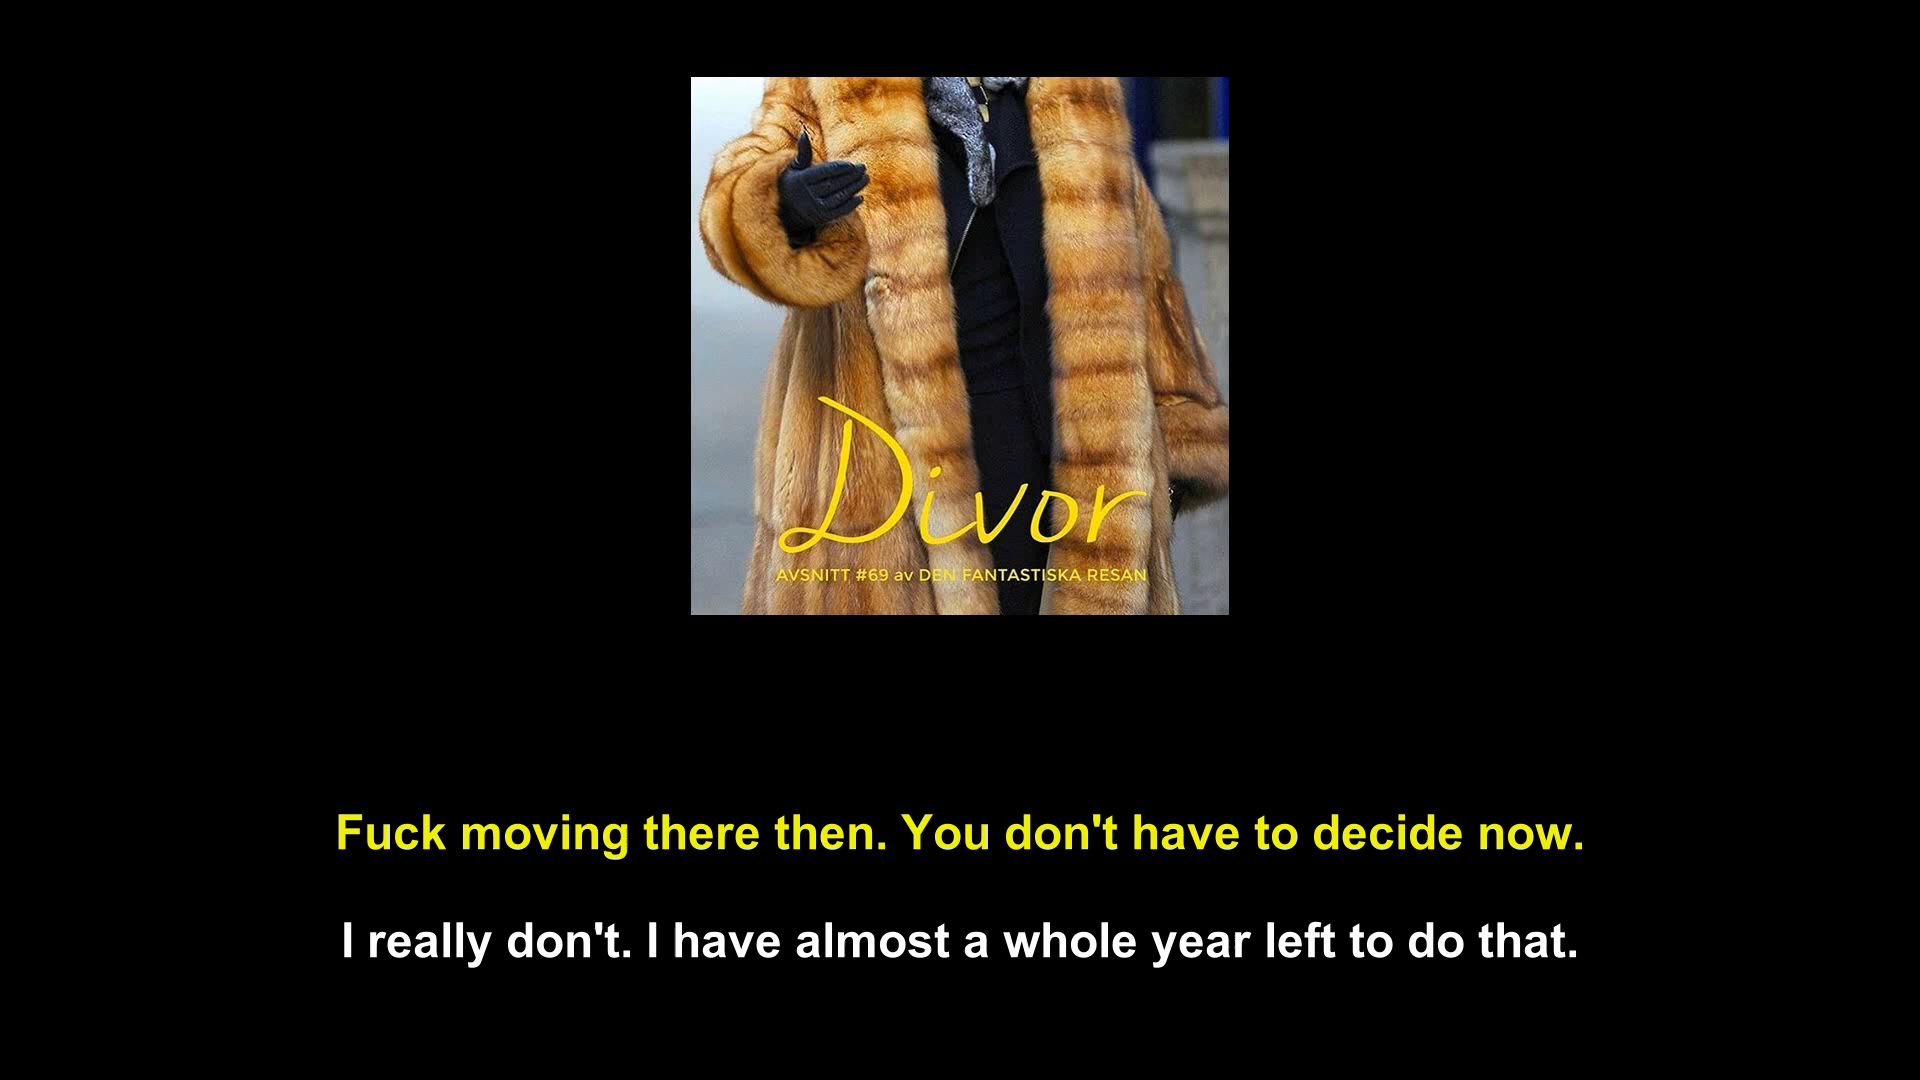 Divor
AVSNITT #69 av DEN FANTASTISKA RESAN
Fuck moving there then. You don't have to decide now.
I really don't. I have almost a whole year left to do that.